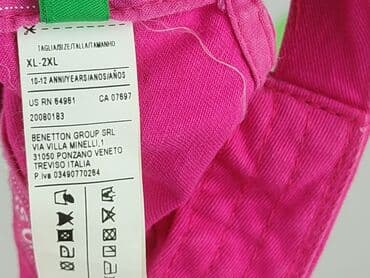 TAGLIA/SIZE/TALLA/TAMANHO
XL-2XL
10-12 ANNI/YEARS/ANOS/AÑOS
US RN 64981 CA 07697
20080183
BENETTON GROUP SRL
VIA VILLA MINELLI,1
31050 PONZANO VENETO
TREVISO ITALIA
P.iva 03490770264